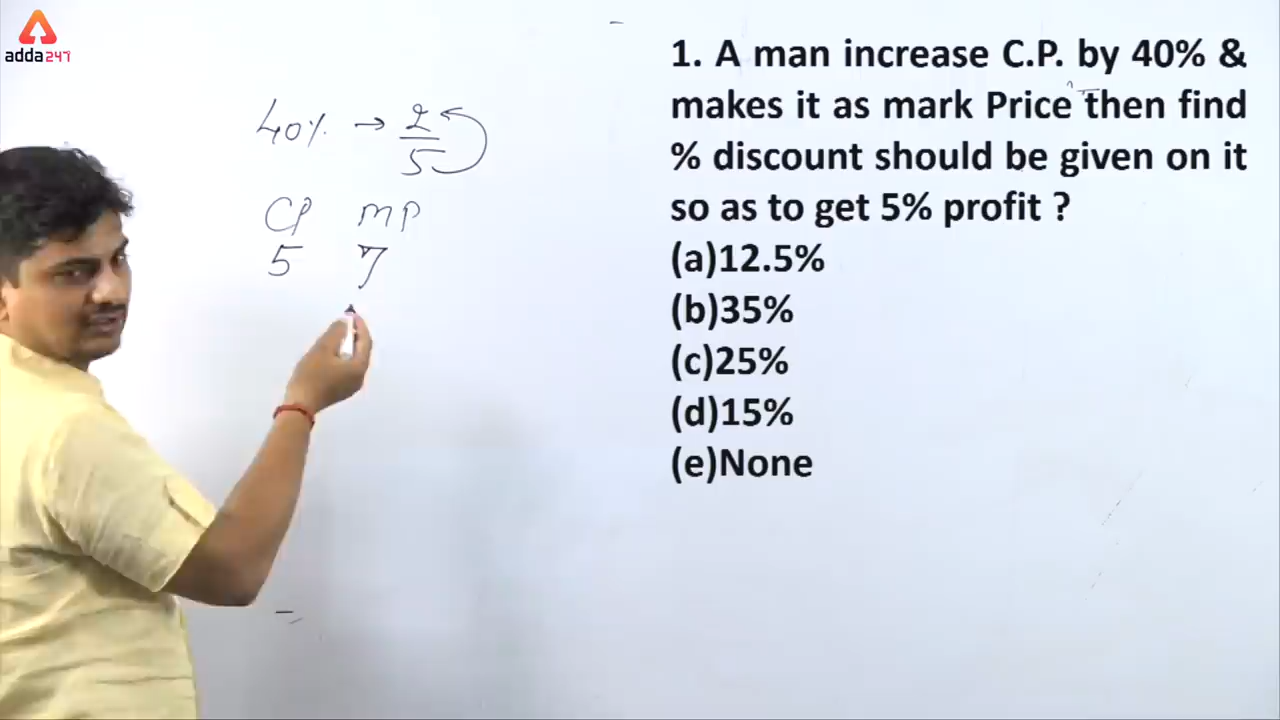 adda247
40% → 2/5
CP MP
5 7
1. A man increase C.P. by 40% &
makes it as mark Price then find
% discount should be given on it
so as to get 5% profit ?
(a)12.5%
(b)35%
(c)25%
(d)15%
(e)None